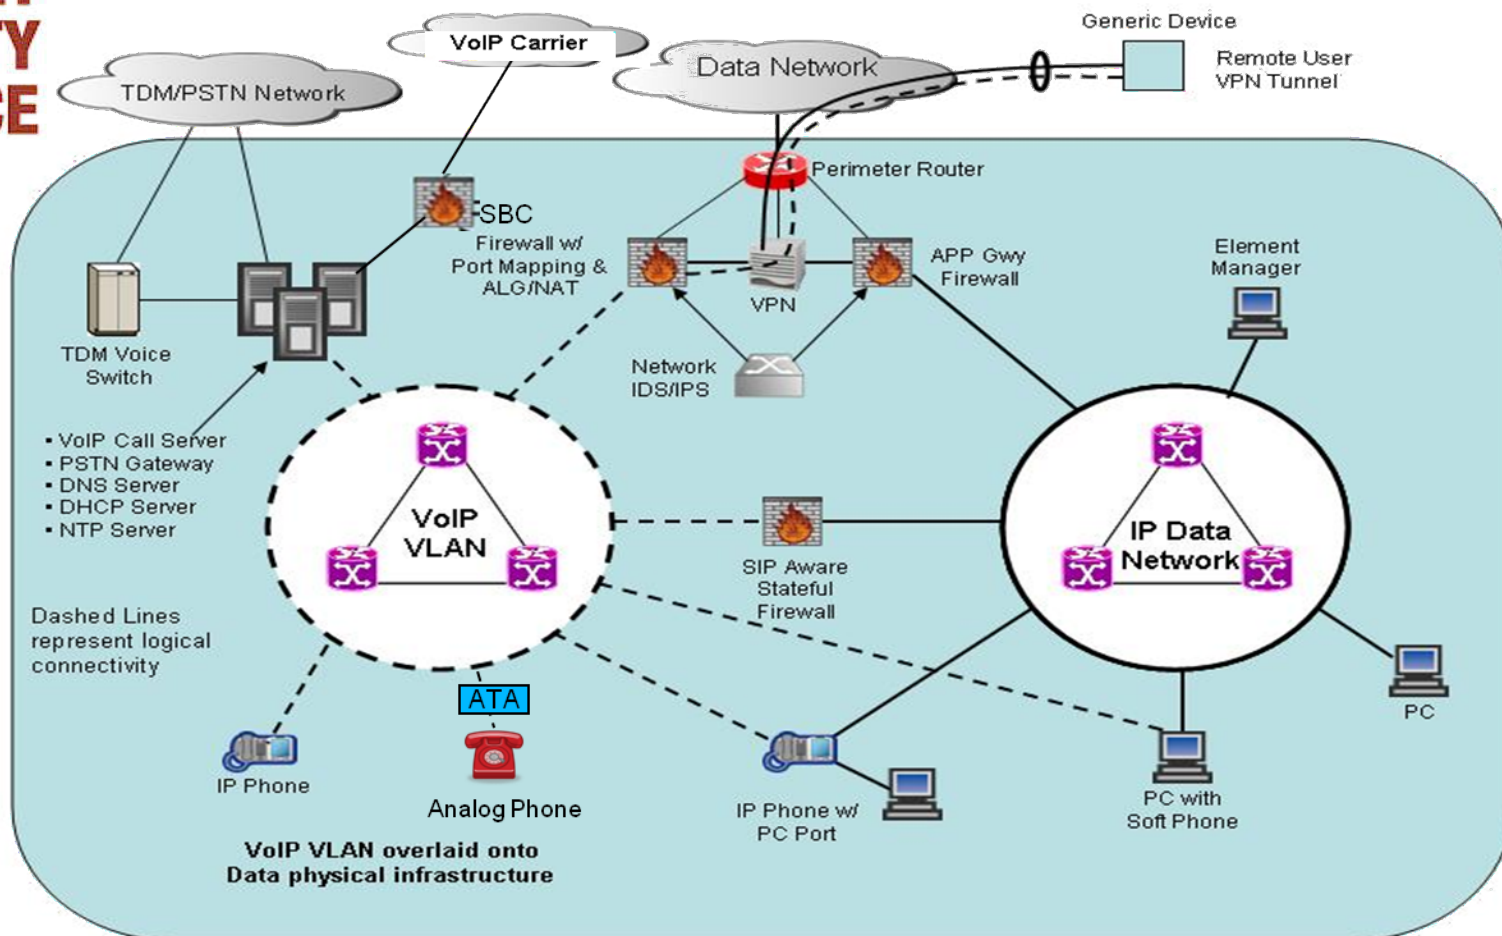 TY
CE
VoIP Carrier
TDM/PSTN Network
Data Network
Generic Device
Remote User
VPN Tunnel
Perimeter Router
SBC
Firewall w/
Port Mapping &
ALG/NAT
APP Gwy
Firewall
VPN
Element
Manager
TDM Voice
Switch
Network
IDS/IPS
▪ VoIP Call Server
▪ PSTN Gateway
▪ DNS Server
▪ DHCP Server
▪ NTP Server
VoIP
VLAN
IP Data
Network
SIP Aware
Stateful
Firewall
Dashed Lines
represent logical
connectivity
ATA
IP Phone
Analog Phone
IP Phone w/
PC Port
PC with
Soft Phone
PC
VoIP VLAN overlaid onto
Data physical infrastructure